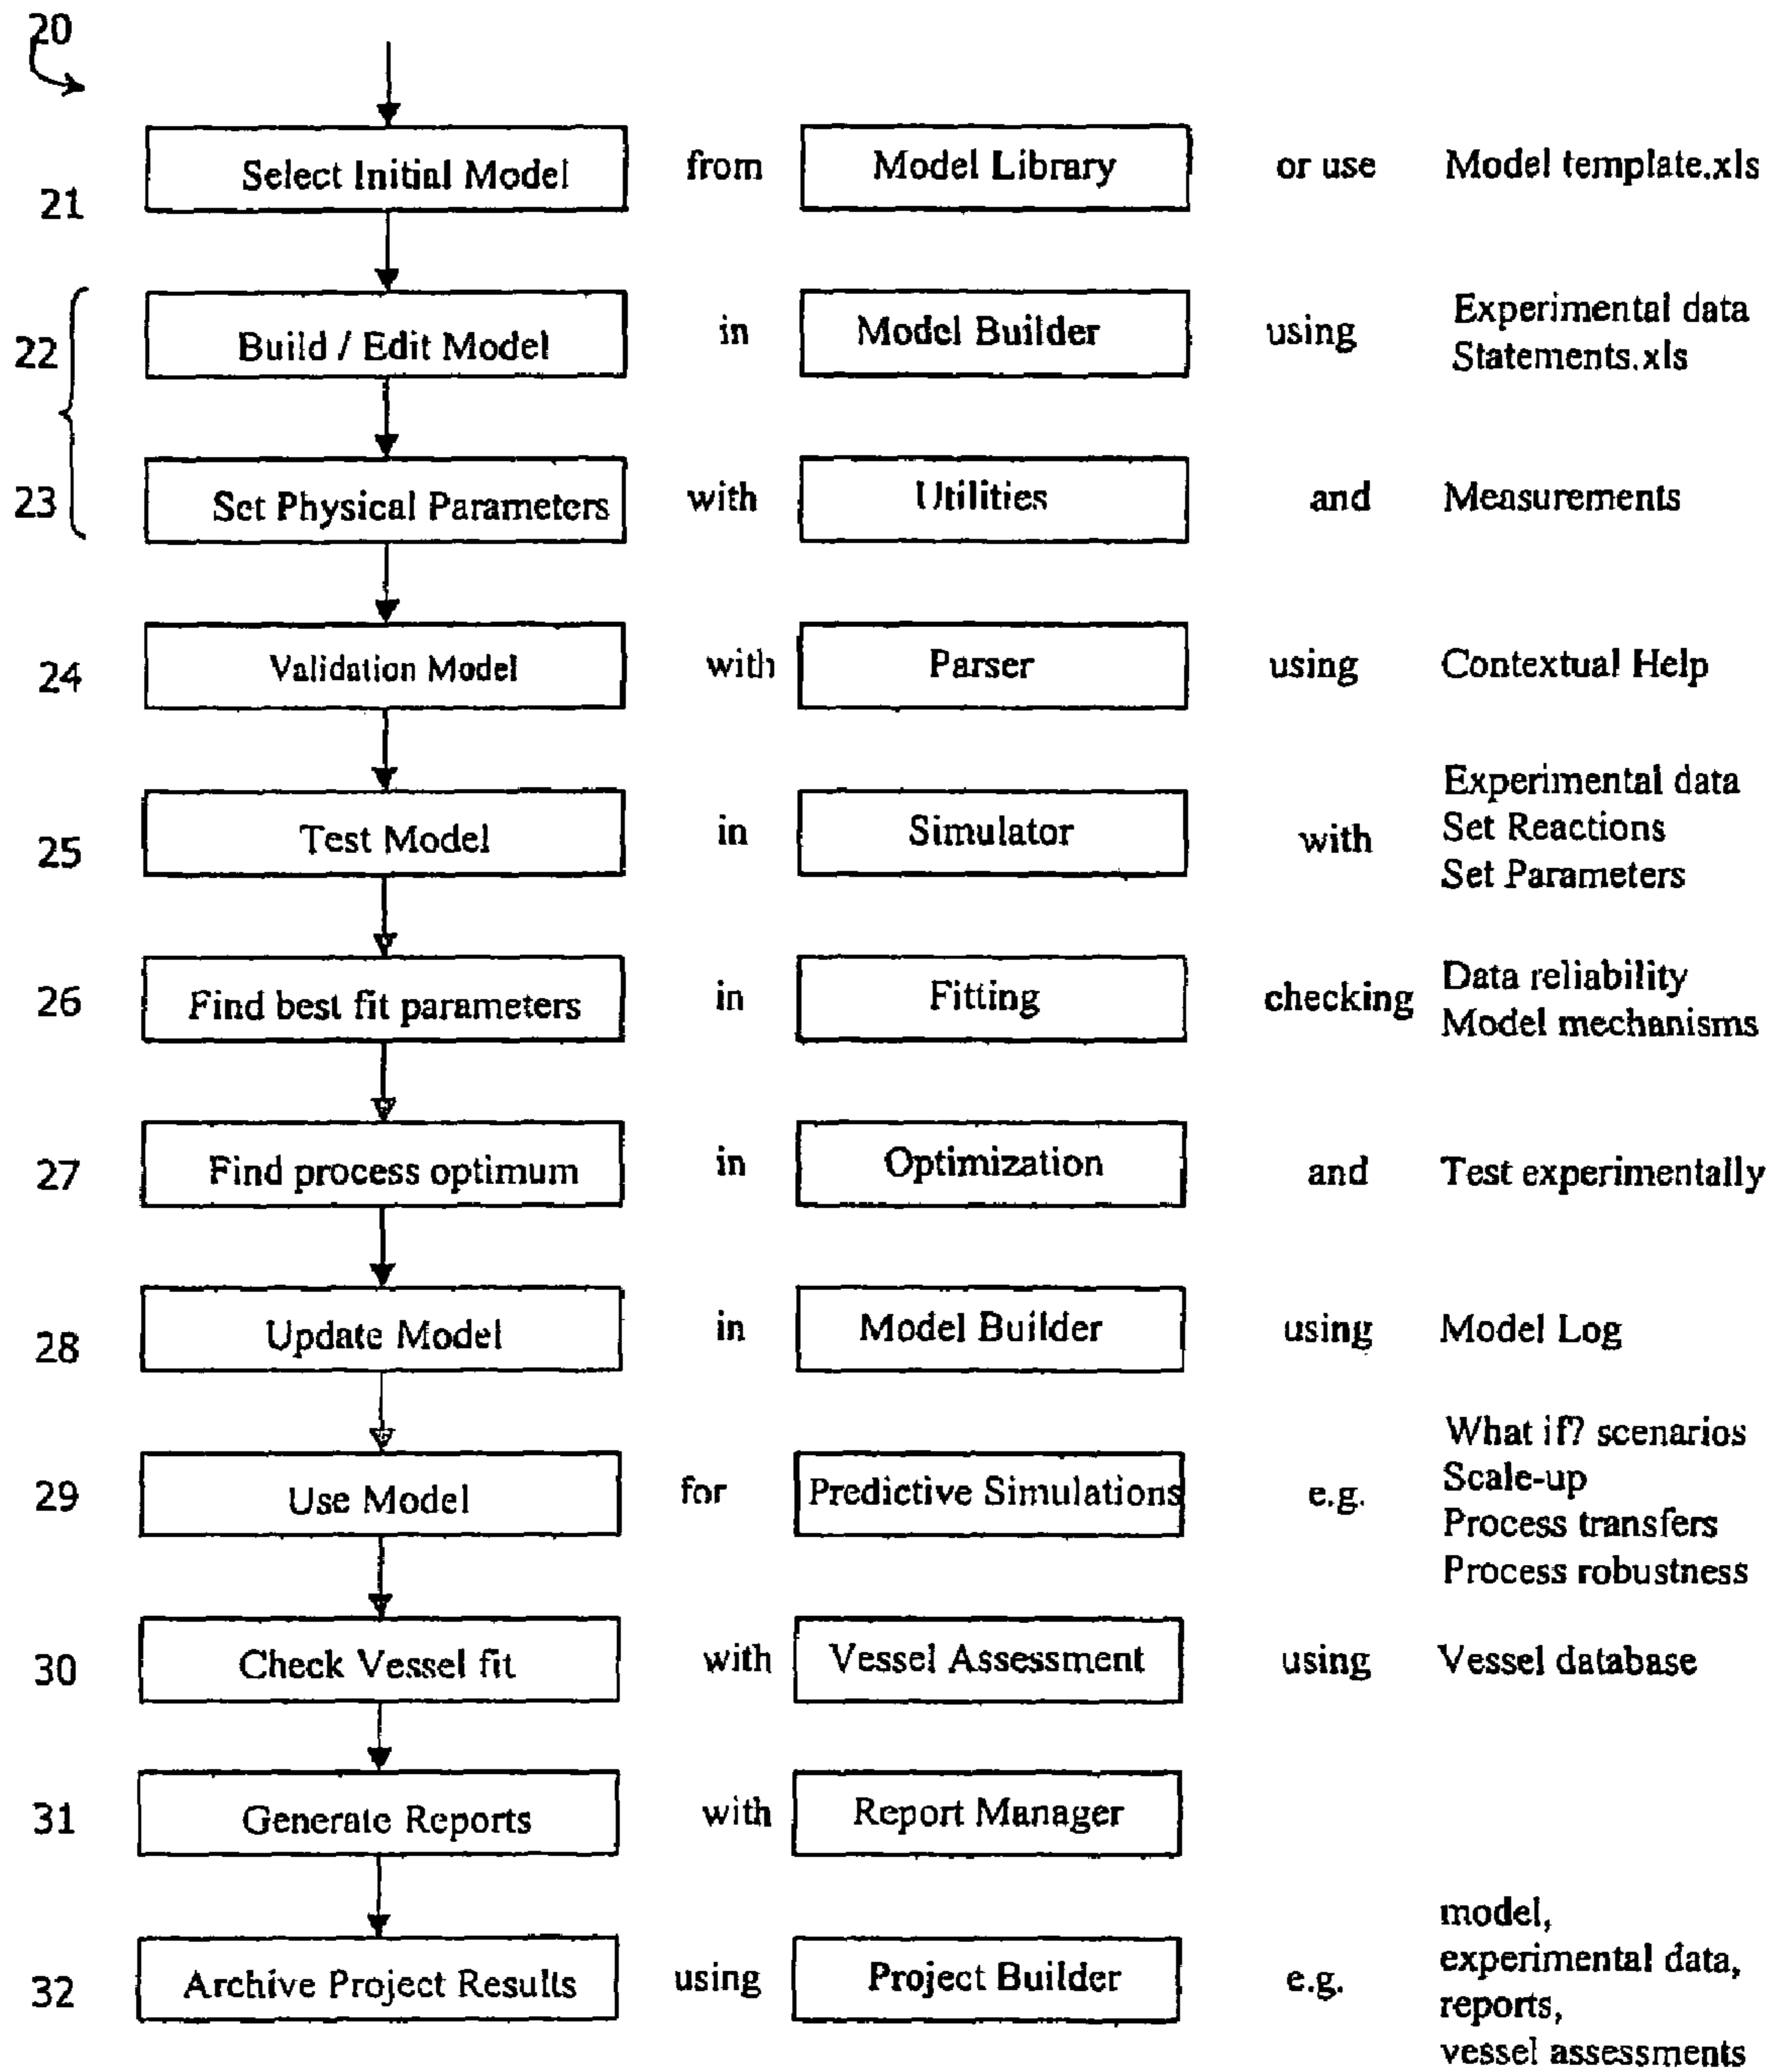 20
Select Initial Model from Model Library or use Model template.xls
21
Build / Edit Model in Model Builder using Experimental data
Statements.xls
22
23 Set Physical Parameters with Utilities and Measurements
24 Validation Model with Parser using Contextual Help
25 Test Model in Simulator with Experimental data
Set Reactions
Set Parameters
26 Find best fit parameters in Fitting checking Data reliability
Model mechanisms
27 Find process optimum in Optimization and Test experimentally
28 Update Model in Model Builder using Model Log
29 Use Model for Predictive Simulations e.g. What if? scenarios
Scale-up
Process transfers
Process robustness
30 Check Vessel fit with Vessel Assessment using Vessel database
31 Generate Reports with Report Manager
32 Archive Project Results using Project Builder e.g. model,
experimental data,
reports,
vessel assessments